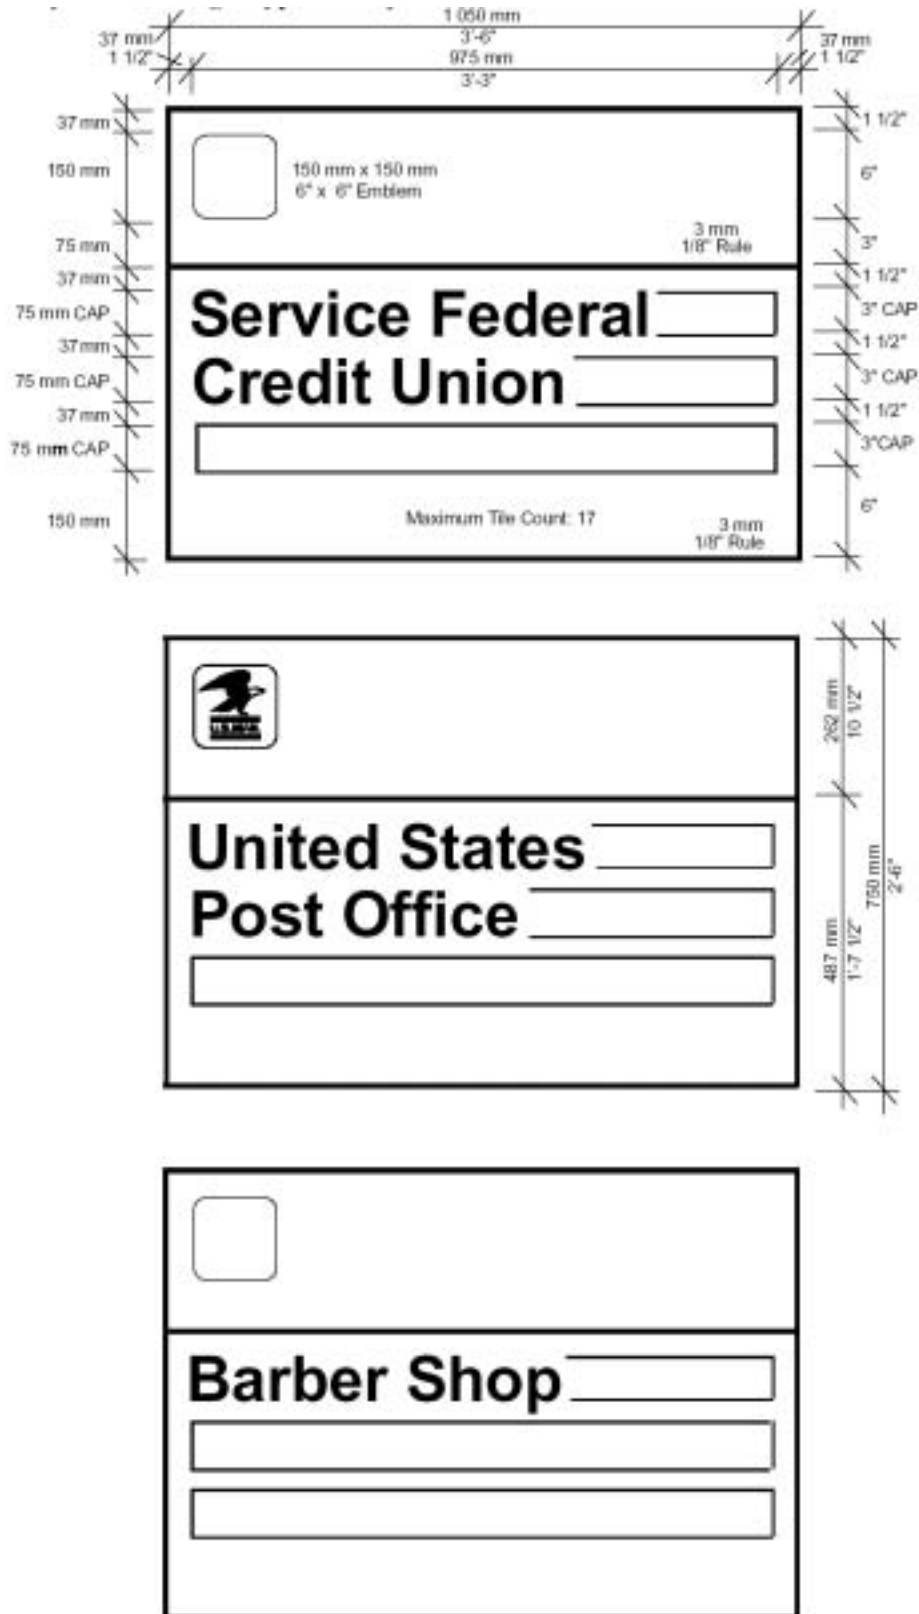 1 050 mm
3'-6"
37 mm
1 1/2"
975 mm
3'-3"
37 mm
1 1/2"
37 mm
150 mm
75 mm
37 mm
75 mm CAP
37 mm
75 mm CAP
37 mm
75 mm CAP
150 mm
150 mm x 150 mm
6" x 6" Emblem
3 mm
1/8" Rule
Service Federal
Credit Union
Maximum Tile Count: 17
3 mm
1/8" Rule
1 1/2"
6"
3"
1 1/2"
3" CAP
1 1/2"
3" CAP
1 1/2"
3"CAP
6"
U.S.MAIL
United States
Post Office
262 mm
10 1/2"
487 mm
1'-7 1/2"
750 mm
2'-6"
Barber Shop